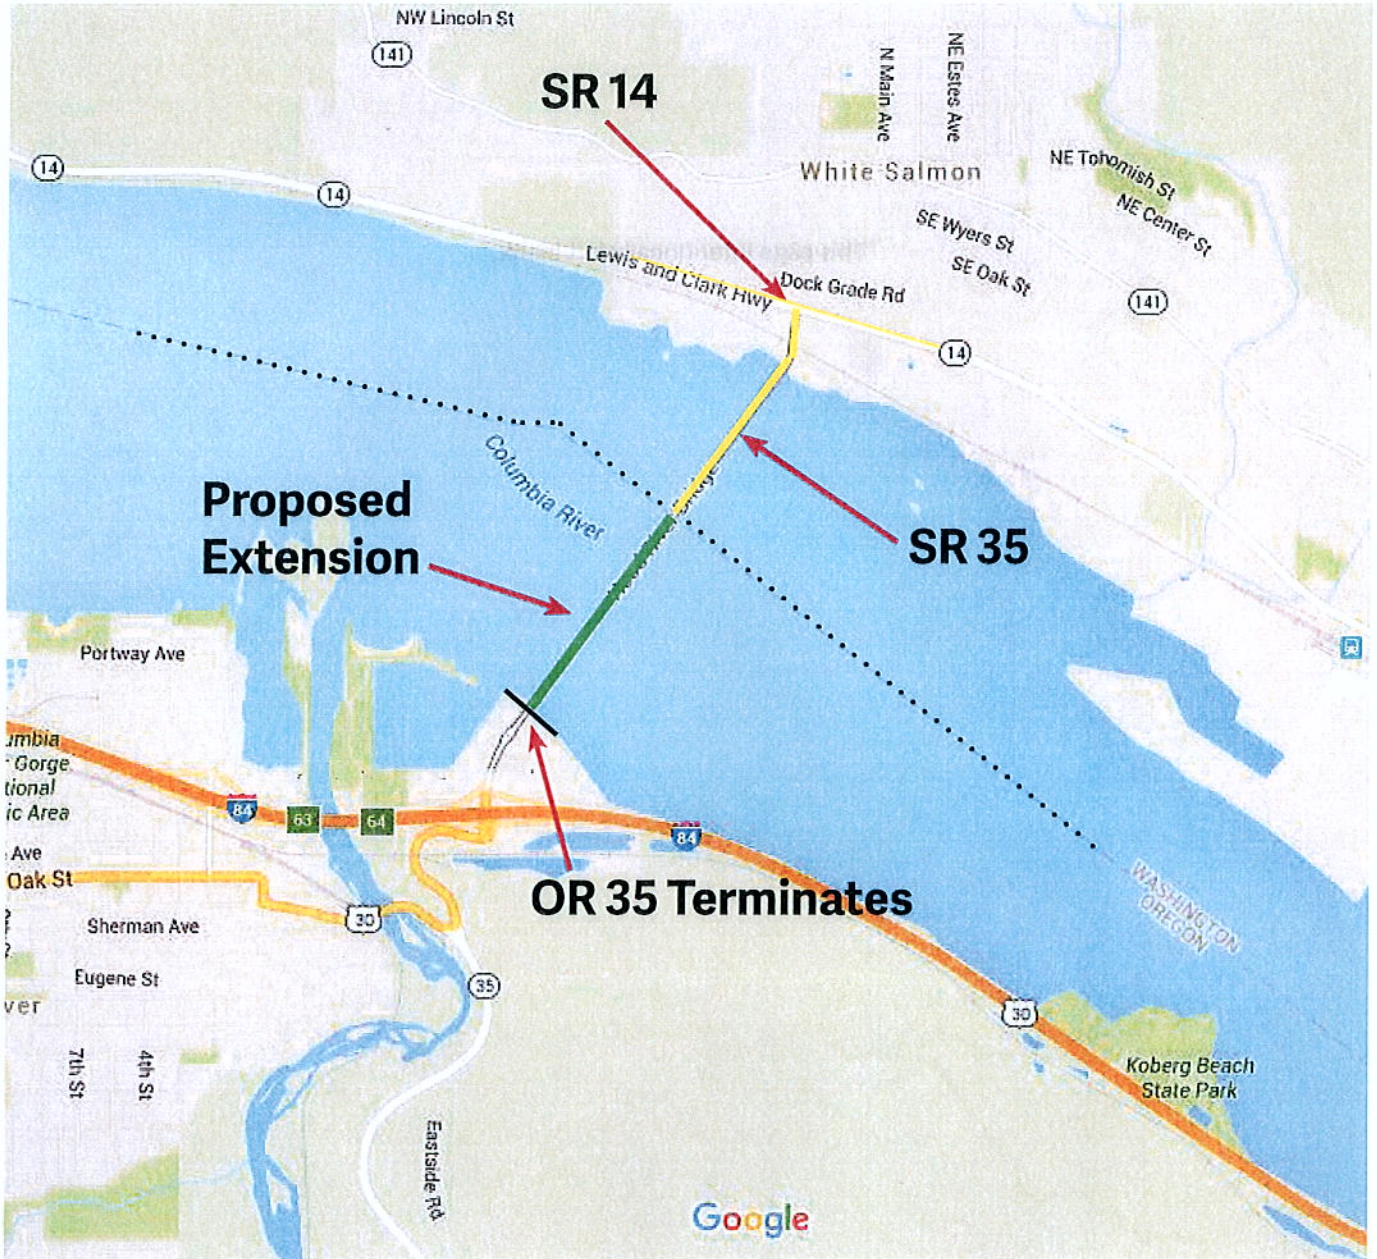 NW Lincoln St
141
SR 14
N Main Ave
NE Estes Ave
14
14
White Salmon
NE Tohomish St
NE Center St
SE Wyers St
SE Oak St
Lewis and Clark Hwy
Dock Grade Rd
141
14
Columbia River
Proposed
Extension
SR 35
Portway Ave
umbia
Gorge
tional
ic Area
84
63
64
84
Ave
Oak St
OR 35 Terminates
WASHINGTON
OREGON
30
Sherman Ave
Eugene St
35
ver
30
7th St
4th St
Koberg Beach
State Park
Eastside Rd
Google